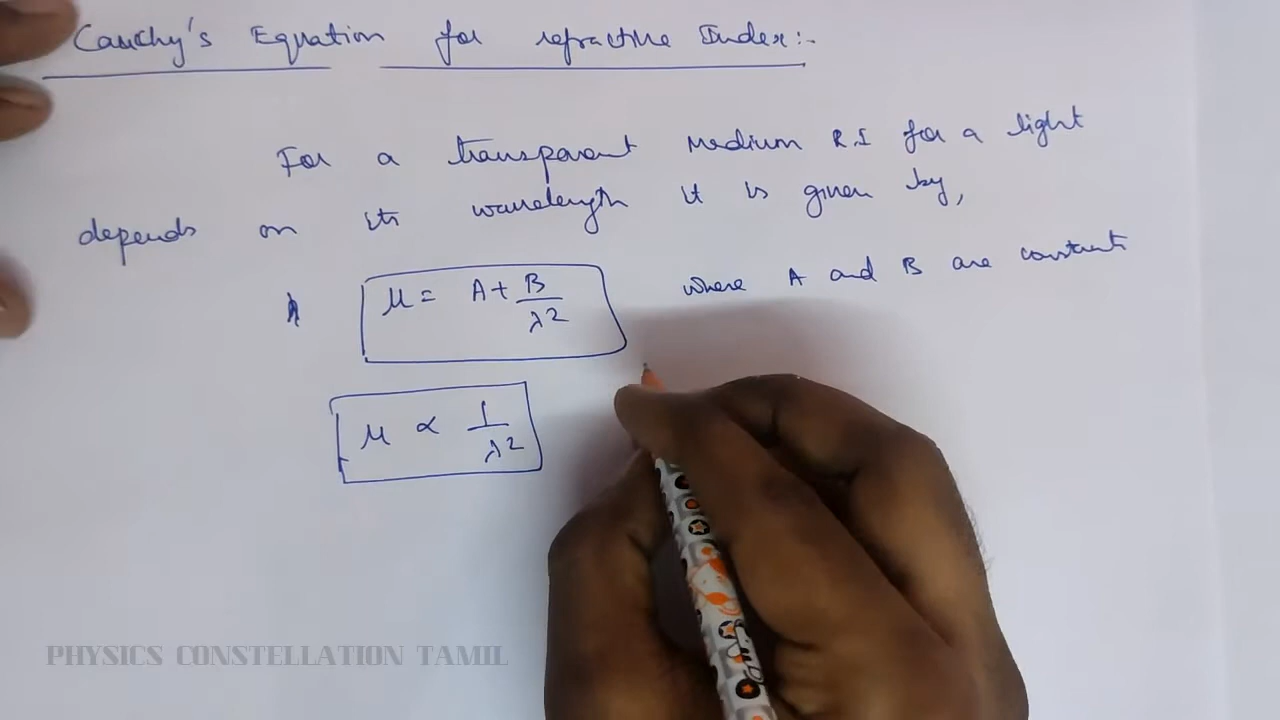 Cauchy's Equation for refractive Index:-
For a transparent medium R.I for a light
depends on its wavelength it is given by,
μ = A + B/λ² where A and B are constants
μ ∝ 1/λ²
PHYSICS CONSTELLATION TAMIL